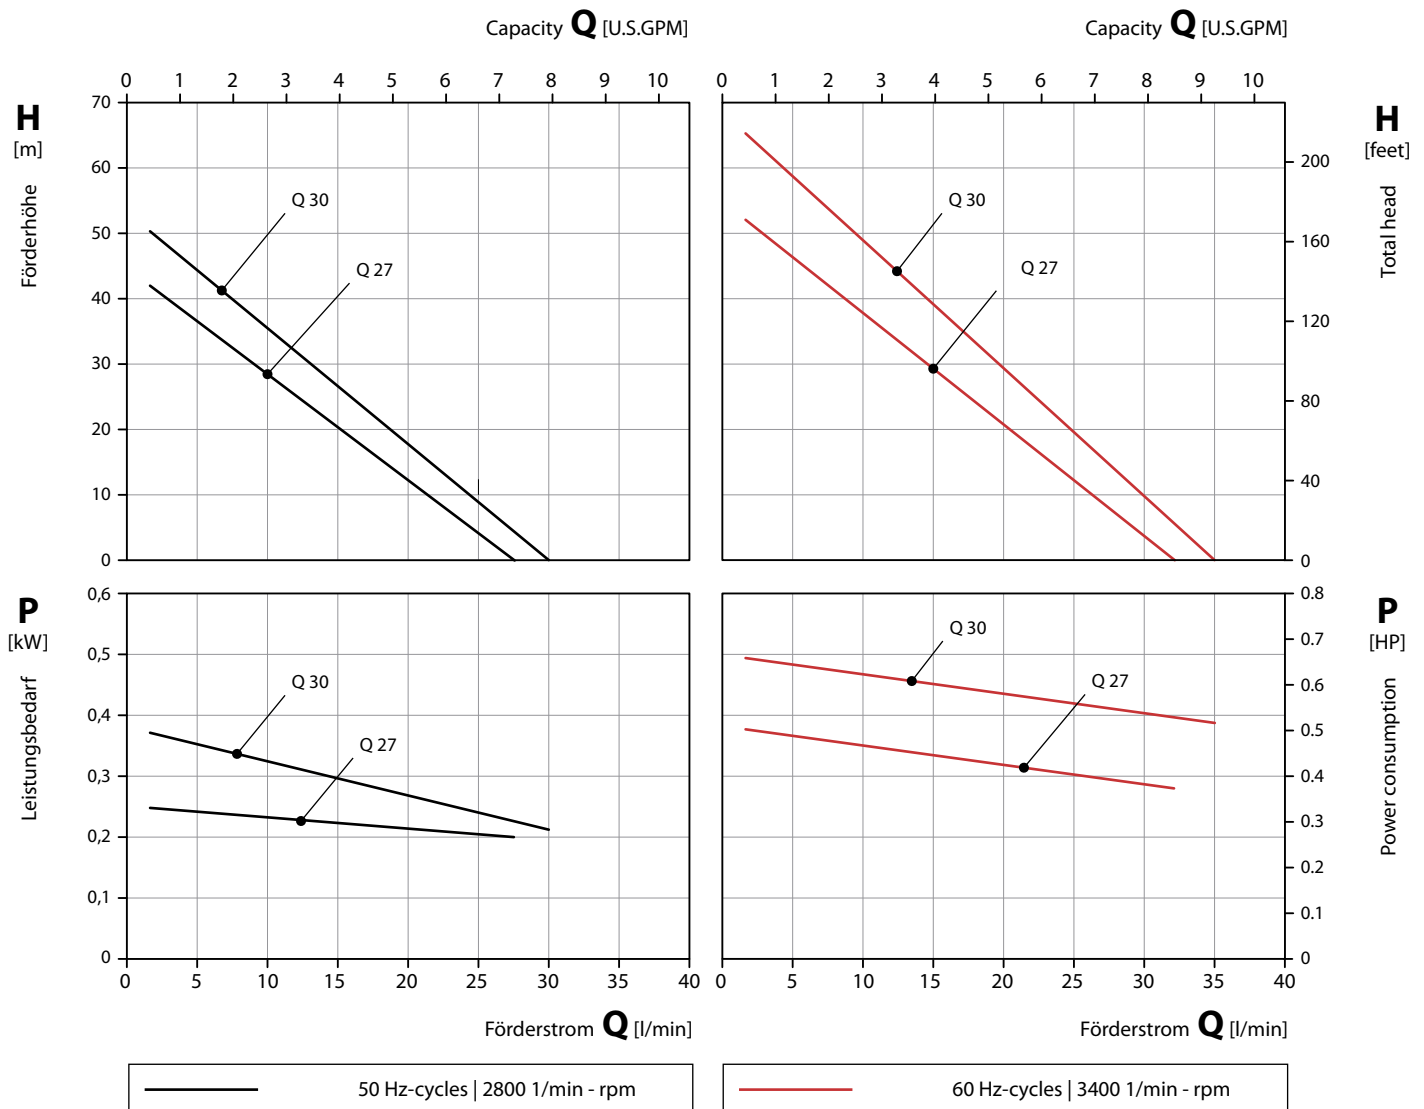 Capacity Q [U.S.GPM]
Capacity Q [U.S.GPM]
0 1 2 3 4 5 6 7 8 9 10
0 1 2 3 4 5 6 7 8 9 10
H
[m]
Förderhöhe
70
60
50
40
30
20
10
0
Q 30
Q 27
Q 30
Q 27
H
[feet]
Total head
200
160
120
80
40
0
P
[kW]
Leistungsbedarf
0,6
0,5
0,4
0,3
0,2
0,1
0
Q 30
Q 27
Q 30
Q 27
P
[HP]
Power consumption
0.8
0.7
0.6
0.5
0.4
0.3
0.2
0.1
0
0 5 10 15 20 25 30 35 40
0 5 10 15 20 25 30 35 40
Förderstrom Q [l/min]
Förderstrom Q [l/min]
50 Hz-cycles | 2800 1/min - rpm
60 Hz-cycles | 3400 1/min - rpm